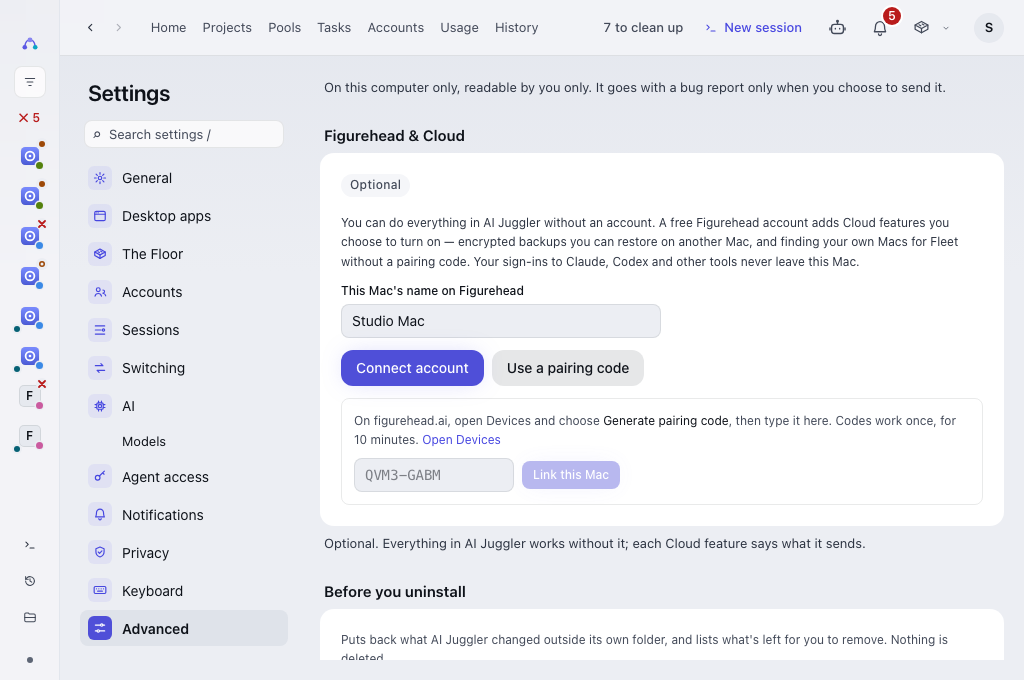 Home Projects Pools Tasks Accounts Usage History 7 to clean up New session 5 S
5
F
F
Settings
Search settings /
General
Desktop apps
The Floor
Accounts
Sessions
Switching
AI
Models
Agent access
Notifications
Privacy
Keyboard
Advanced
On this computer only, readable by you only. It goes with a bug report only when you choose to send it.
Figurehead & Cloud
Optional
You can do everything in AI Juggler without an account. A free Figurehead account adds Cloud features you
choose to turn on — encrypted backups you can restore on another Mac, and finding your own Macs for Fleet
without a pairing code. Your sign-ins to Claude, Codex and other tools never leave this Mac.
This Mac's name on Figurehead
Studio Mac
Connect account Use a pairing code
On figurehead.ai, open Devices and choose Generate pairing code, then type it here. Codes work once, for
10 minutes. Open Devices
QVM3-GABM Link this Mac
Optional. Everything in AI Juggler works without it; each Cloud feature says what it sends.
Before you uninstall
Puts back what AI Juggler changed outside its own folder, and lists what's left for you to remove. Nothing is
deleted